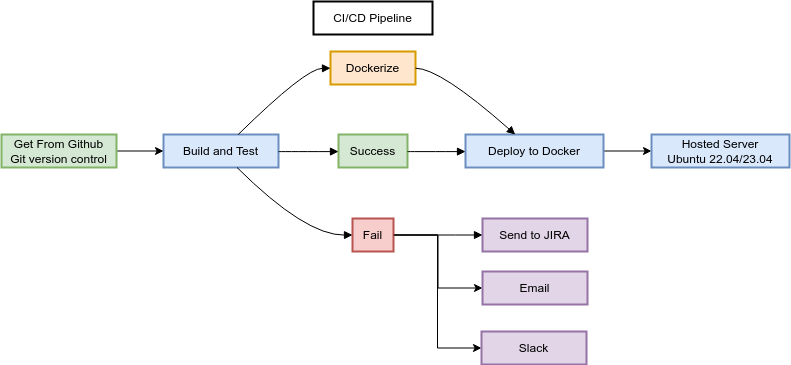 CI/CD Pipeline
Dockerize
Get From Github
Git version control
Build and Test
Success
Deploy to Docker
Hosted Server
Ubuntu 22.04/23.04
Fail
Send to JIRA
Email
Slack